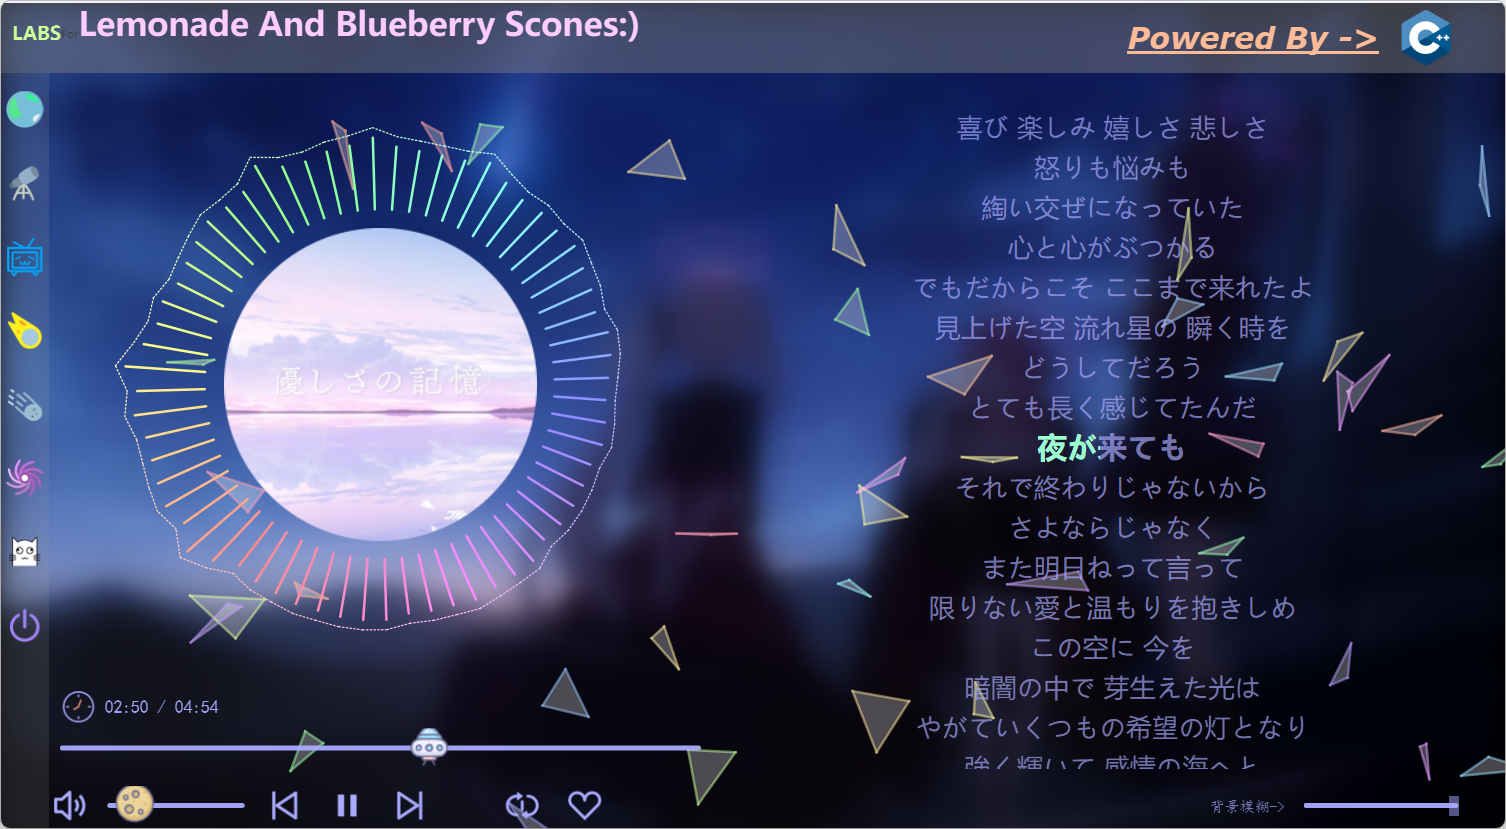 LABS For Lemonade And Blueberry Scones:)
Powered By ->
C++
喜び 楽しみ 嬉しさ 悲しさ
怒りも悩みも
綯い交ぜになっていた
心と心がぶつかる
でもだからこそ ここまで来れたよ
見上げた空 流れ星の 瞬く時を
どうしてだろう
とても長く感じてたんだ
夜が来ても
それで終わりじゃないから
さよならじゃなく
また明日ねって言って
限りない愛と温もりを抱きしめ
この空に 今を
暗闇の中で 芽生えた光は
やがていくつもの希望の灯となり
強く輝いて 感情の海へと
優しさの記憶
02:50 / 04:54
背景模糊->